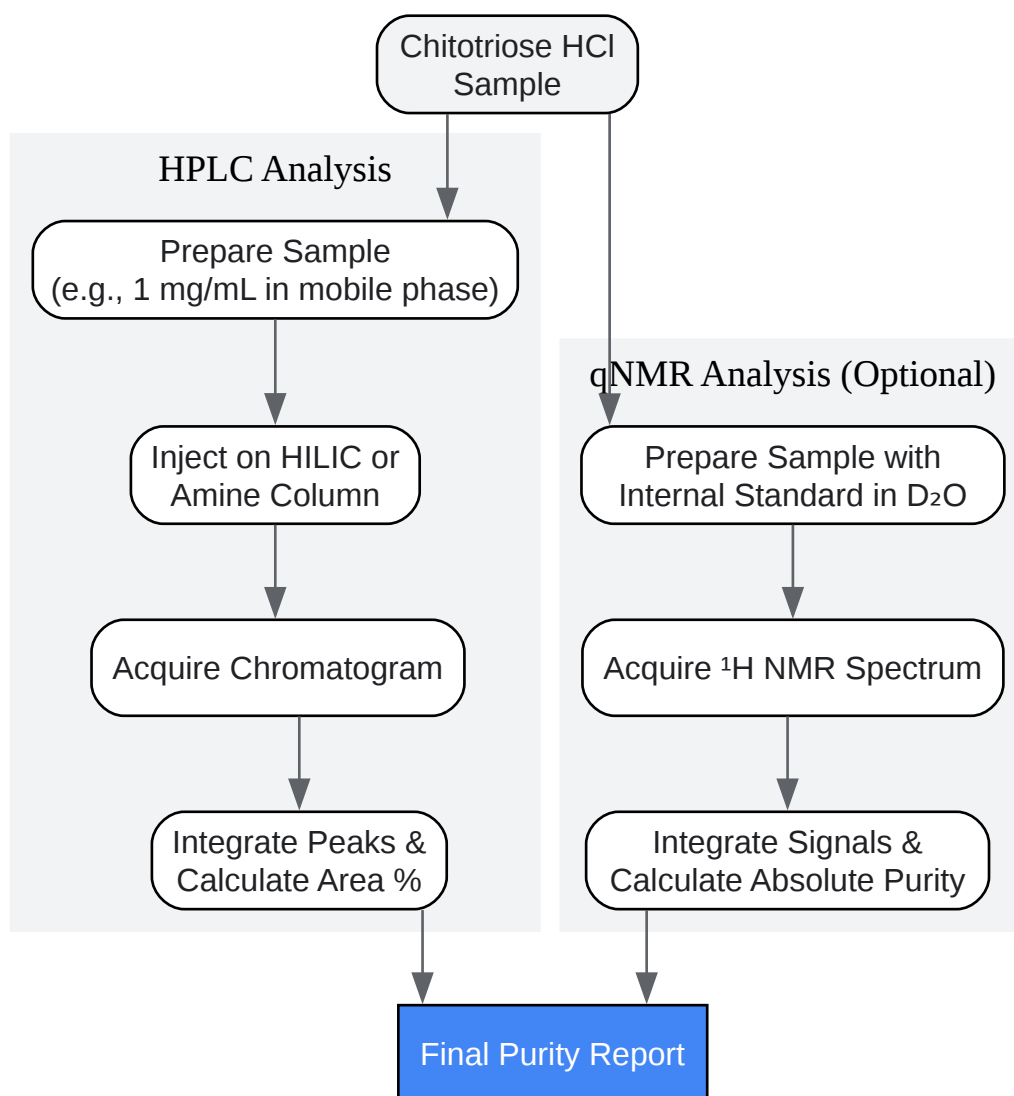 Chitotriose HCl
Sample
HPLC Analysis
Prepare Sample
(e.g., 1 mg/mL in mobile phase)
Inject on HILIC or
Amine Column
Acquire Chromatogram
Integrate Peaks &
Calculate Area %
qNMR Analysis (Optional)
Prepare Sample with
Internal Standard in D₂O
Acquire ¹H NMR Spectrum
Integrate Signals &
Calculate Absolute Purity
Final Purity Report